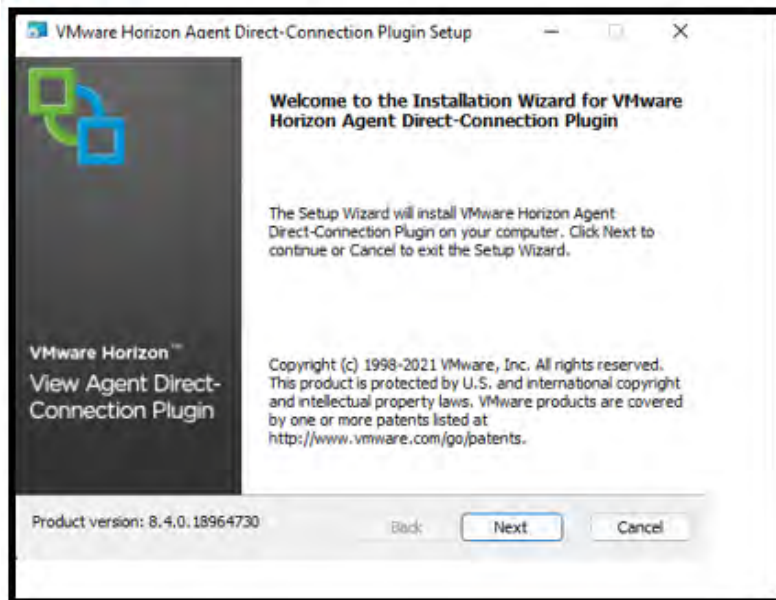 VMware Horizon Agent Direct-Connection Plugin Setup
Welcome to the Installation Wizard for VMware
Horizon Agent Direct-Connection Plugin
The Setup Wizard will install VMware Horizon Agent
Direct-Connection Plugin on your computer. Click Next to
continue or Cancel to exit the Setup Wizard.
VMware Horizon™
View Agent Direct-
Connection Plugin
Copyright (c) 1998-2021 VMware, Inc. All rights reserved.
This product is protected by U.S. and international copyright
and intellectual property laws. VMware products are covered
by one or more patents listed at
http://www.vmware.com/go/patents.
Product version: 8.4.0.18964730
Back
Next
Cancel